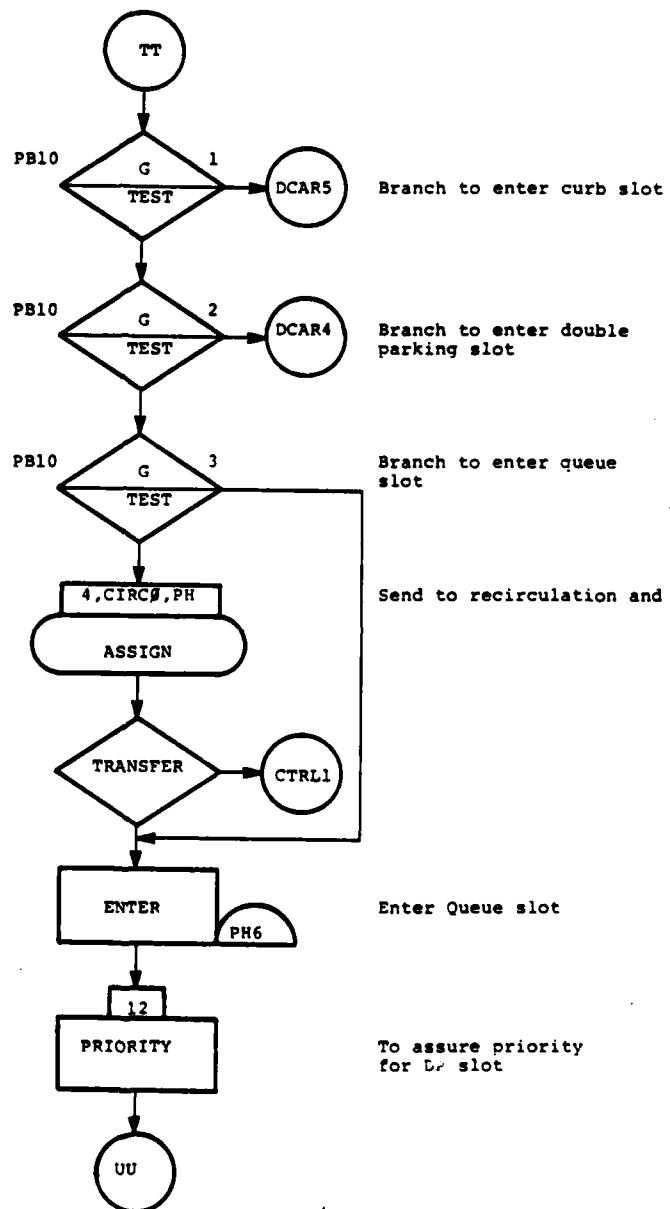 TT
PB10 G 1
TEST
DCAR5
Branch to enter curb slot
PB10 G 2
TEST
DCAR4
Branch to enter double
parking slot
PB10 G 3
TEST
Branch to enter queue
slot
4,CIRCØ,PH
ASSIGN
Send to recirculation and
TRANSFER
CTRL1
ENTER
PH6
Enter Queue slot
12
PRIORITY
To assure priority
for slot
UU